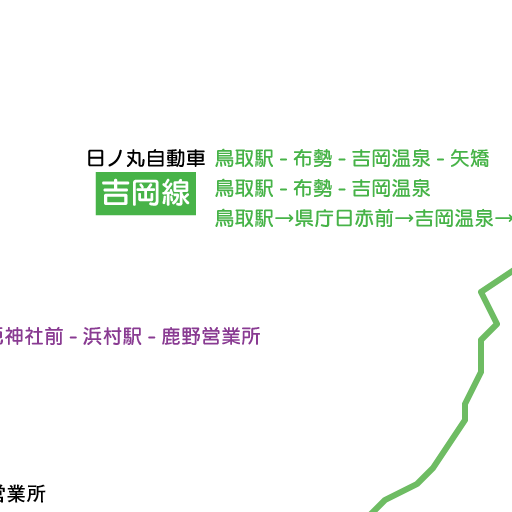 日ノ丸自動車
吉岡線
鳥取駅 - 布勢 - 吉岡温泉 - 矢矯
鳥取駅 - 布勢 - 吉岡温泉
鳥取駅→県庁日赤前→吉岡温泉→
神社前 - 浜村駅 - 鹿野営業所
営業所